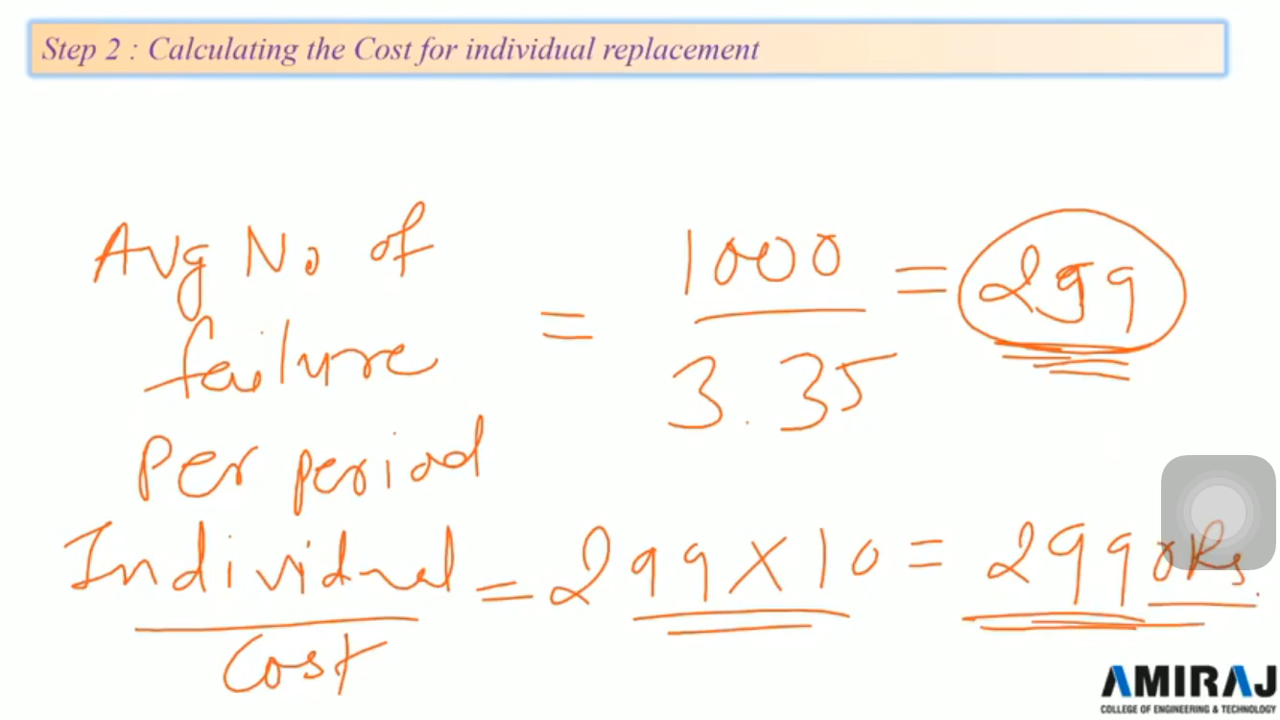 Step 2 : Calculating the Cost for individual replacement
Avg No. of
failure
Per period
= 1000 / 3.35 = 299
Individual Cost = 299 X 10 = 2990 Rs.
AMIRAJ
COLLEGE OF ENGINEERING & TECHNOLOGY